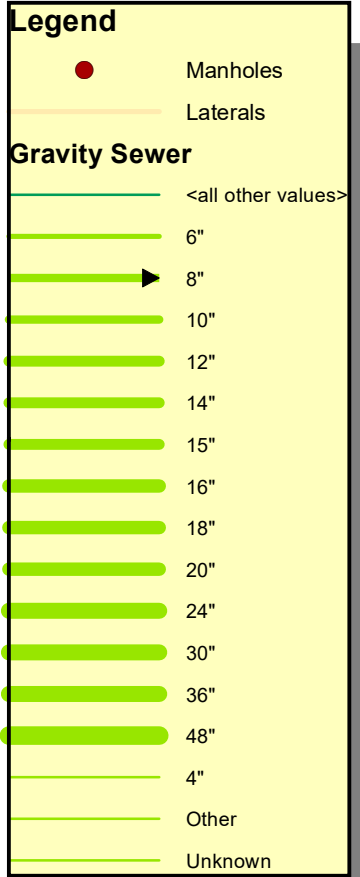 Legend
Manholes
Laterals
Gravity Sewer
<all other values>
6"
8"
10"
12"
14"
15"
16"
18"
20"
24"
30"
36"
48"
4"
Other
Unknown